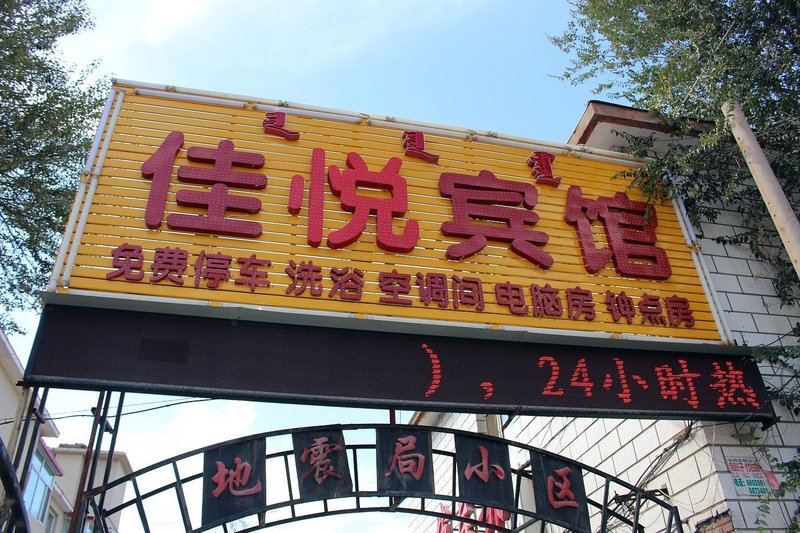 佳悦宾馆
免费停车 洗浴 空调间 电脑房 钟点房
），24小时热
地震局小区